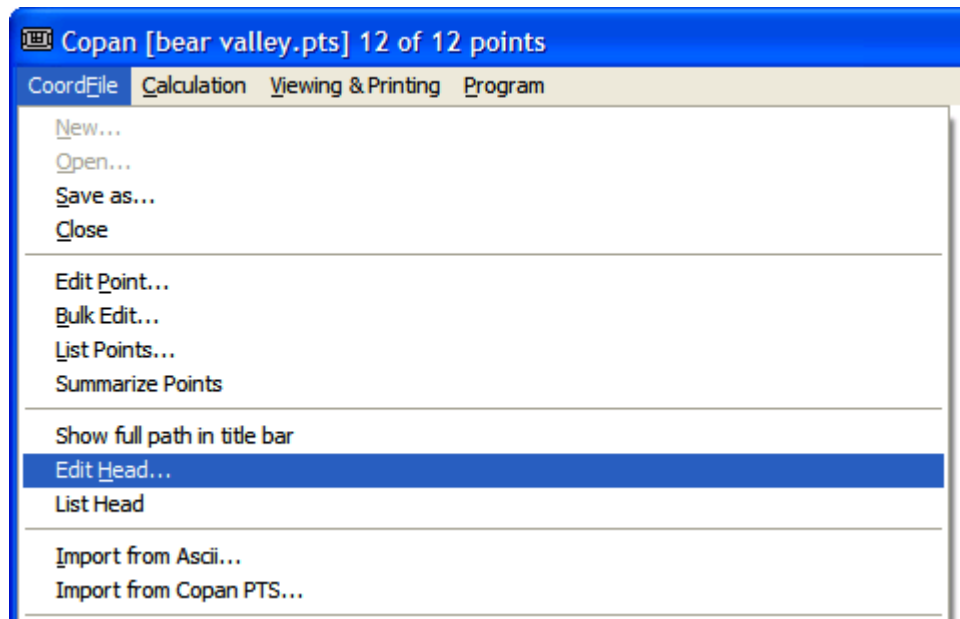 Copan [bear valley.pts] 12 of 12 points
CoordFile Calculation Viewing & Printing Program
New...
Open...
Save as...
Close
Edit Point...
Bulk Edit...
List Points...
Summarize Points
Show full path in title bar
Edit Head...
List Head
Import from Ascii...
Import from Copan PTS...